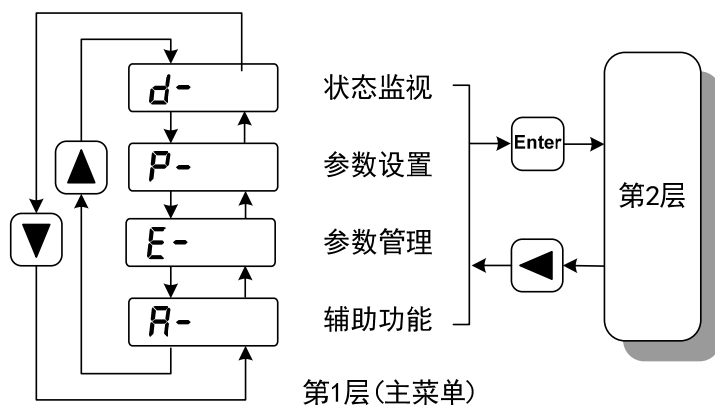 d- 状态监视
Enter
P- 参数设置
第2层
E- 参数管理
A- 辅助功能
第1层(主菜单)